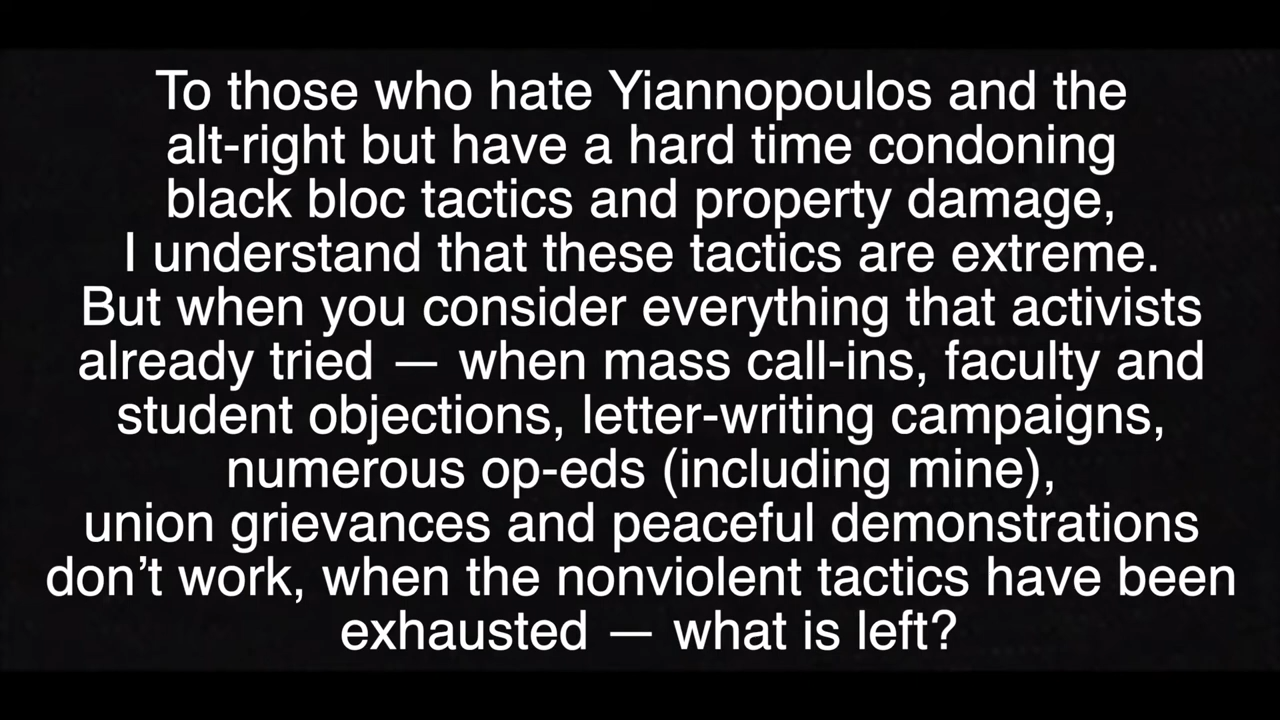 To those who hate Yiannopoulos and the
alt-right but have a hard time condoning
black bloc tactics and property damage,
I understand that these tactics are extreme.
But when you consider everything that activists
already tried — when mass call-ins, faculty and
student objections, letter-writing campaigns,
numerous op-eds (including mine),
union grievances and peaceful demonstrations
don’t work, when the nonviolent tactics have been
exhausted — what is left?